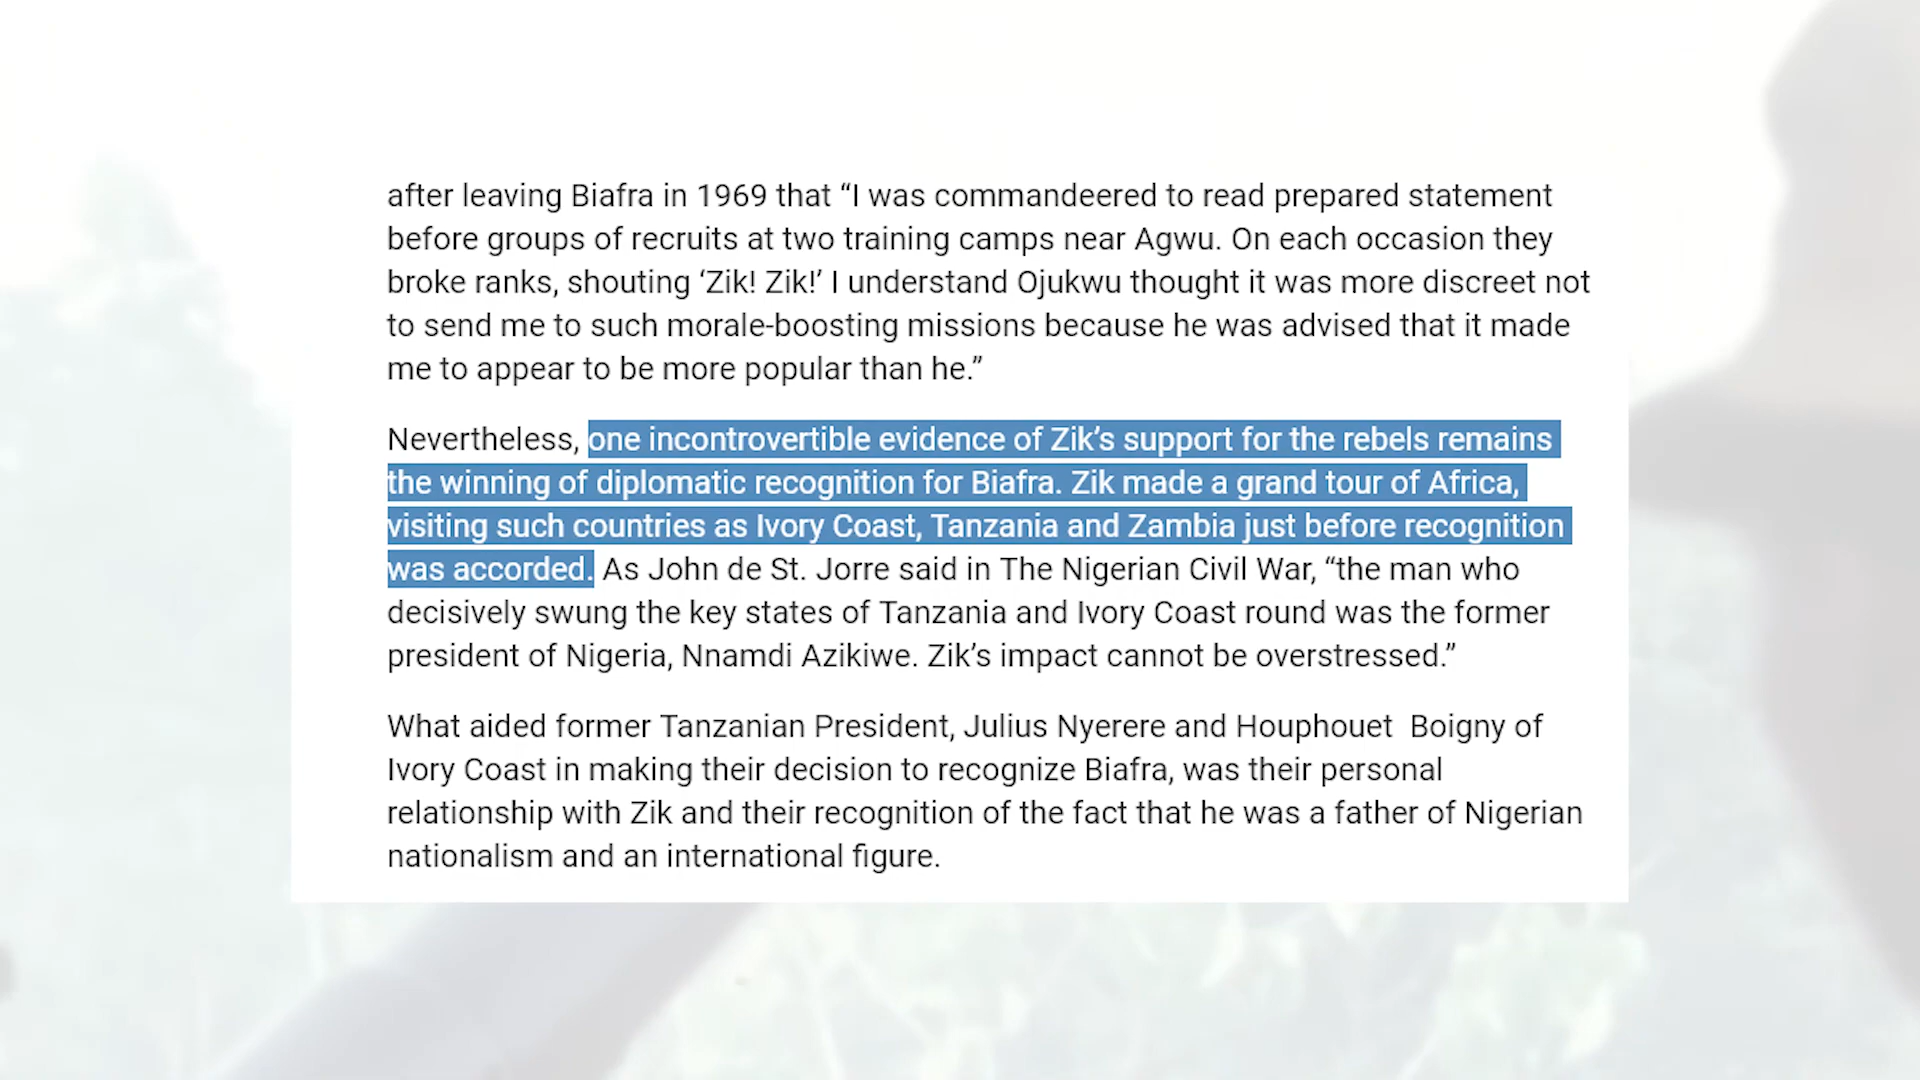 after leaving Biafra in 1969 that “I was commandeered to read prepared statement
before groups of recruits at two training camps near Agwu. On each occasion they
broke ranks, shouting ‘Zik! Zik!’ I understand Ojukwu thought it was more discreet not
to send me to such morale-boosting missions because he was advised that it made
me to appear to be more popular than he.”
Nevertheless, one incontrovertible evidence of Zik’s support for the rebels remains
the winning of diplomatic recognition for Biafra. Zik made a grand tour of Africa,
visiting such countries as Ivory Coast, Tanzania and Zambia just before recognition
was accorded. As John de St. Jorre said in The Nigerian Civil War, “the man who
decisively swung the key states of Tanzania and Ivory Coast round was the former
president of Nigeria, Nnamdi Azikiwe. Zik’s impact cannot be overstressed.”
What aided former Tanzanian President, Julius Nyerere and Houphouet  Boigny of
Ivory Coast in making their decision to recognize Biafra, was their personal
relationship with Zik and their recognition of the fact that he was a father of Nigerian
nationalism and an international figure.